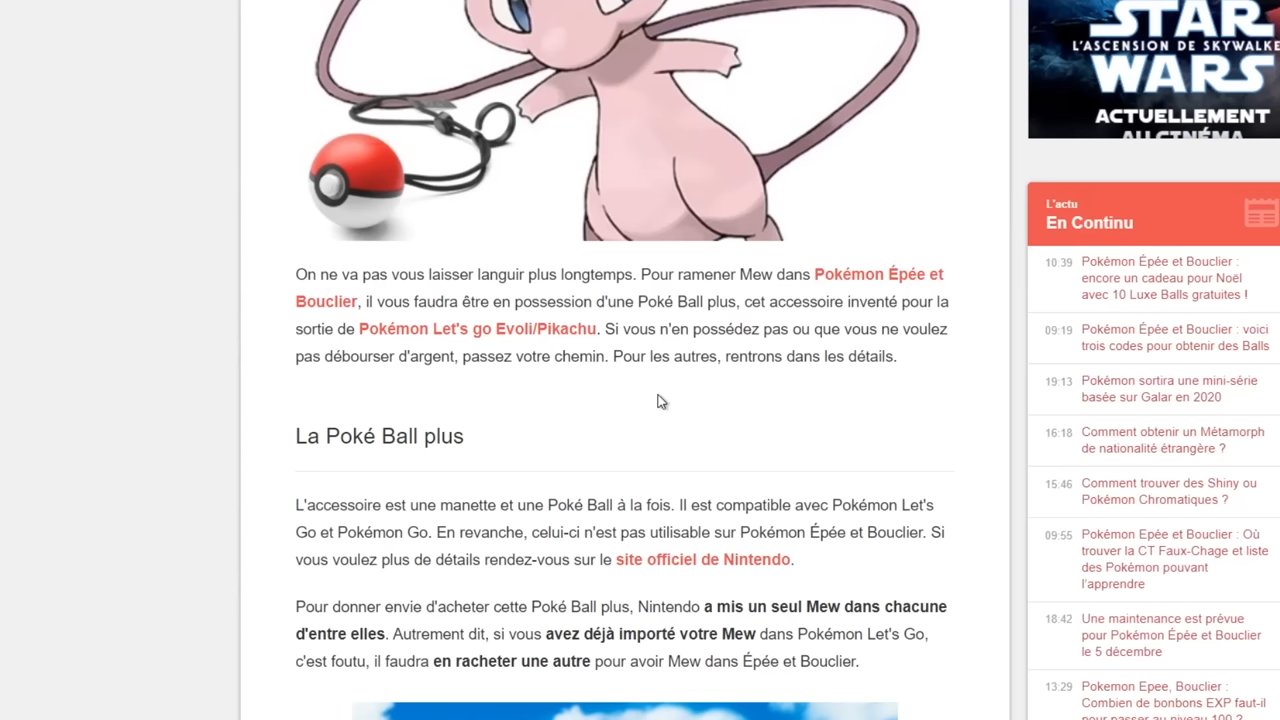 On ne va pas vous laisser languir plus longtemps. Pour ramener Mew dans Pokémon Épée et
Bouclier, il vous faudra être en possession d'une Poké Ball plus, cet accessoire inventé pour la
sortie de Pokémon Let's go Evoli/Pikachu. Si vous n'en possédez pas ou que vous ne voulez
pas débourser d'argent, passez votre chemin. Pour les autres, rentrons dans les détails.
La Poké Ball plus
L'accessoire est une manette et une Poké Ball à la fois. Il est compatible avec Pokémon Let's
Go et Pokémon Go. En revanche, celui-ci n'est pas utilisable sur Pokémon Épée et Bouclier. Si
vous voulez plus de détails rendez-vous sur le site officiel de Nintendo.
Pour donner envie d'acheter cette Poké Ball plus, Nintendo a mis un seul Mew dans chacune
d'entre elles. Autrement dit, si vous avez déjà importé votre Mew dans Pokémon Let's Go,
c'est foutu, il faudra en racheter une autre pour avoir Mew dans Épée et Bouclier.
STAR
L'ASCENSION DE SKYWALKE
WARS
ACTUELLEMENT
AU CINÉMA
L'actu
En Continu
10:39 Pokémon Épée et Bouclier :
encore un cadeau pour Noël
avec 10 Luxe Balls gratuites !
09:19 Pokémon Épée et Bouclier : voici
trois codes pour obtenir des Balls
19:13 Pokémon sortira une mini-série
basée sur Galar en 2020
16:18 Comment obtenir un Métamorph
de nationalité étrangère ?
15:46 Comment trouver des Shiny ou
Pokémon Chromatiques ?
09:55 Pokémon Epée et Bouclier : Où
trouver la CT Faux-Chage et liste
des Pokémon pouvant
l'apprendre
18:42 Une maintenance est prévue
pour Pokémon Épée et Bouclier
le 5 décembre
13:29 Pokemon Epee, Bouclier :
Combien de bonbons EXP faut-il
pour passer au niveau 100 ?